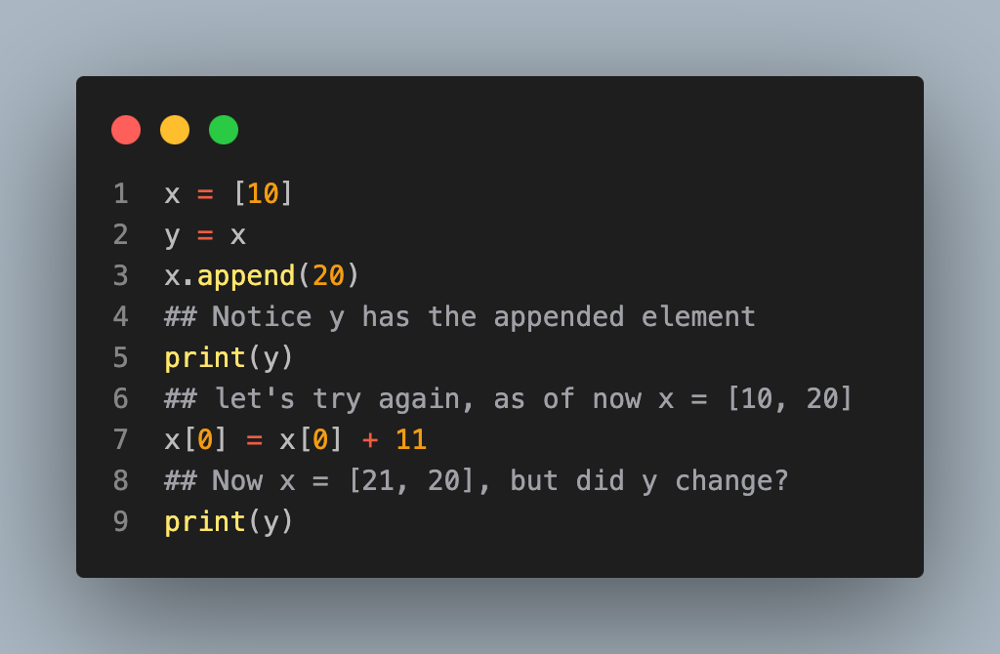 1 x = [10]
2 y = x
3 x.append(20)
4 ## Notice y has the appended element
5 print(y)
6 ## let's try again, as of now x = [10, 20]
7 x[0] = x[0] + 11
8 ## Now x = [21, 20], but did y change?
9 print(y)